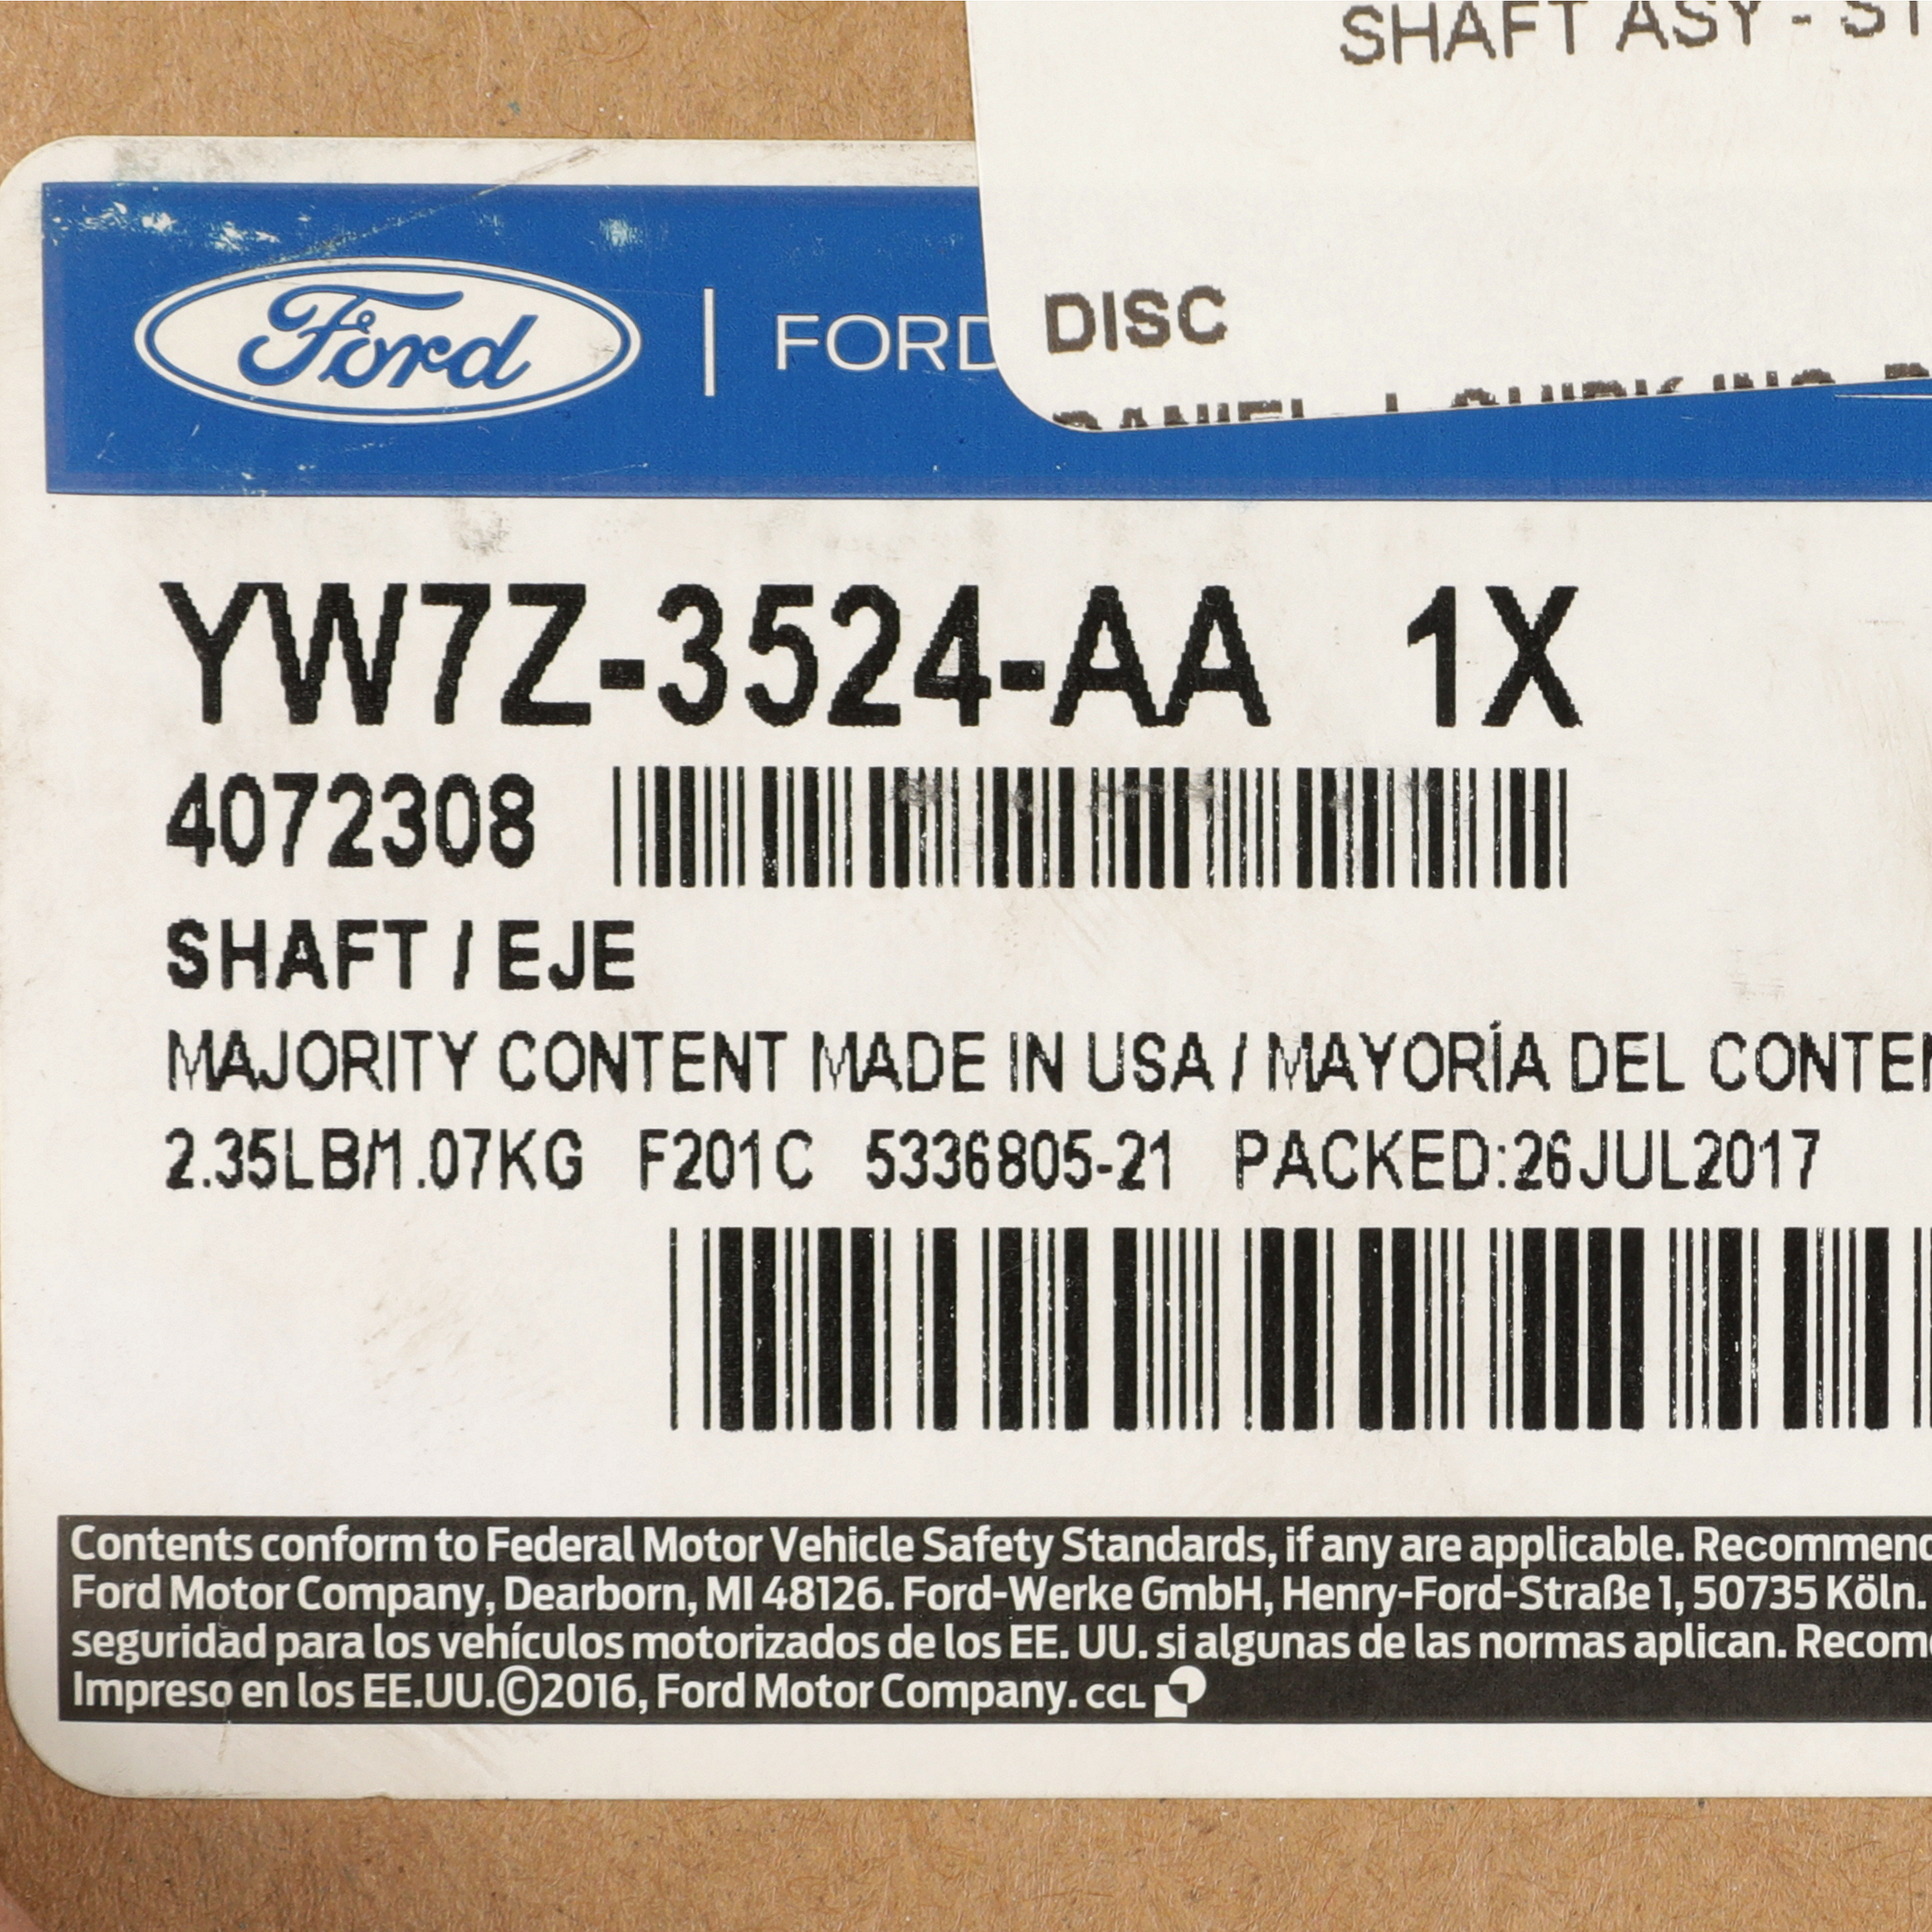 SHAFT ASY - ST
DISC
Ford | FORD
YW7Z-3524-AA 1X
4072308
SHAFT / EJE
MAJORITY CONTENT MADE IN USA / MAYORÍA DEL CONTEN
2.35LB/1.07KG F201C 5336805-21 PACKED:26JUL2017
Contents conform to Federal Motor Vehicle Safety Standards, if any are applicable. Recommend
Ford Motor Company, Dearborn, MI 48126. Ford-Werke GmbH, Henry-Ford-Straße 1, 50735 Köln.
seguridad para los vehículos motorizados de los EE. UU. si algunas de las normas aplican. Recom
Impreso en los EE.UU.©2016, Ford Motor Company. CCL